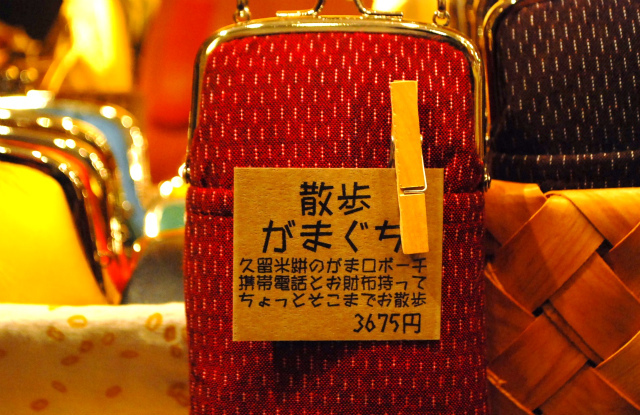 散歩
がまぐち
久留米絣のがま口ポーチ
携帯電話とお財布持って
ちょっとそこまでお散歩
3675円